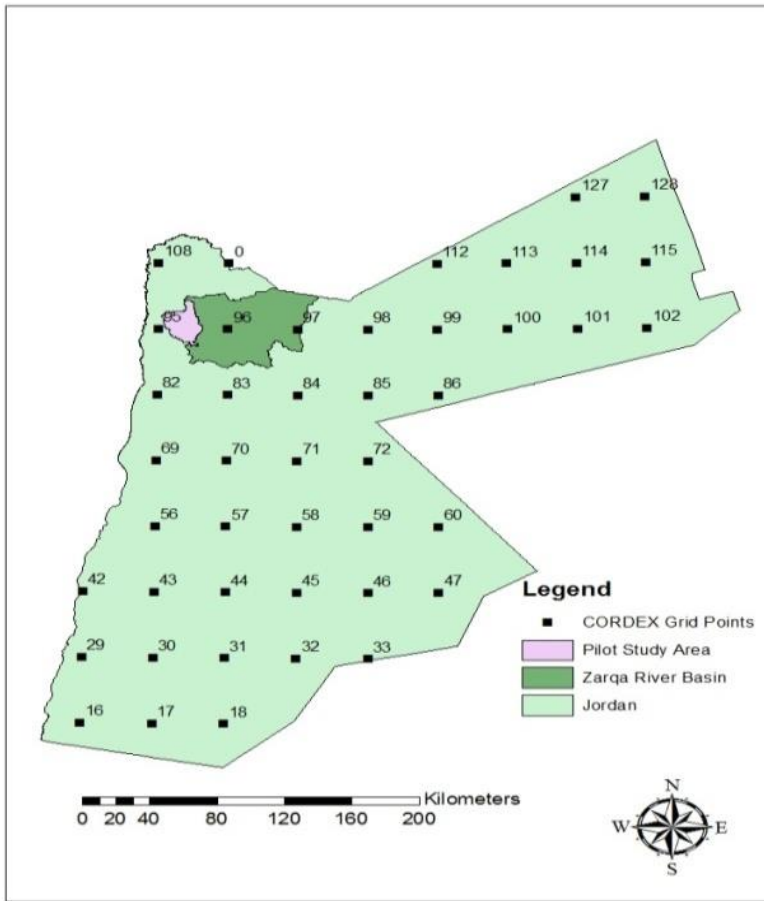 127 128
108 0 112 113 114 115
95 96 97 98 99 100 101 102
82 83 84 85 86
69 70 71 72
56 57 58 59 60
42 43 44 45 46 47
29 30 31 32 33
16 17 18
Legend
CORDEX Grid Points
Pilot Study Area
Zarqa River Basin
Jordan
Kilometers
0 20 40 80 120 160 200
N
W E
S